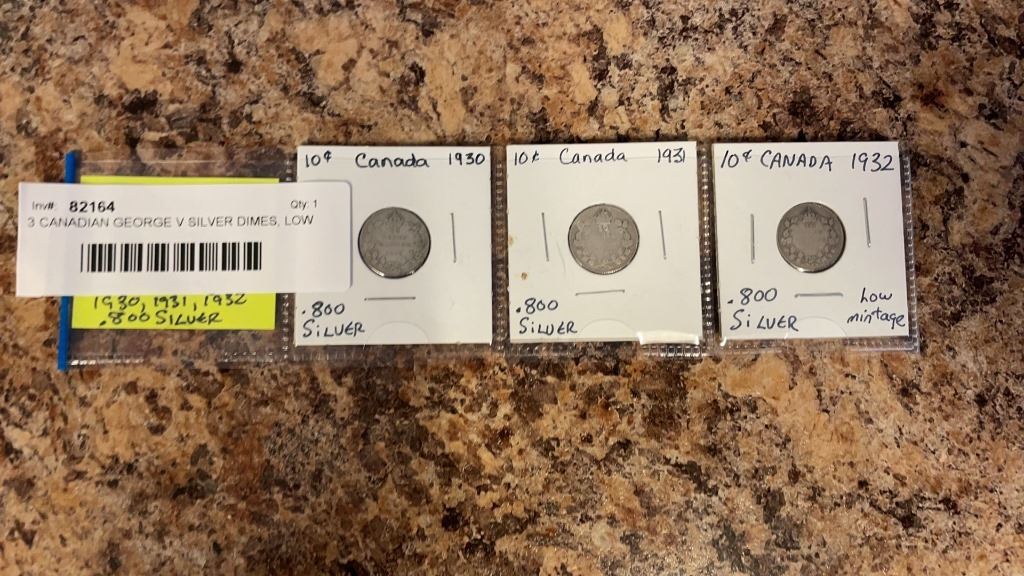 Inv#: 82164 Qty: 1
3 CANADIAN GEORGE V SILVER DIMES, LOW
1930, 1931, 1932
.800 SILVER
10¢ Canada 1930
.800
SILVER
10¢ Canada 1931
.800
SILVER
10¢ CANADA 1932
.800
SILVER
Low
mintage